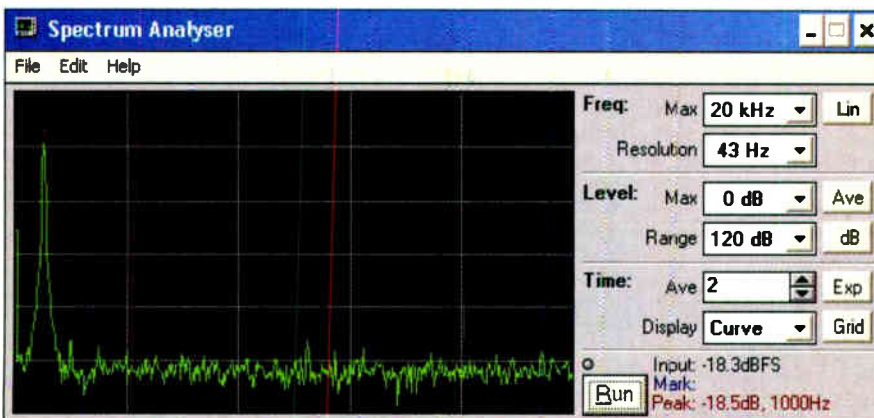 Spectrum Analyser
File Edit Help
Freq: Max 20 kHz Lin
Resolution 43 Hz
Level: Max 0 dB Ave
Range 120 dB dB
Time: Ave 2 Exp
Display Curve Grid
Input: -18.3dBFS
Mark:
Run
Peak: -18.5dB, 1000Hz